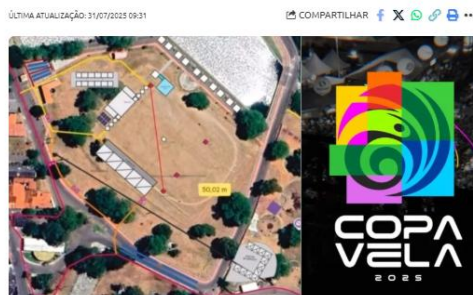 ÚLTIMA ATUALIZAÇÃO: 31/07/2025 09:31
COMPARTILHAR
50,02 m
COPA
VELA
2025